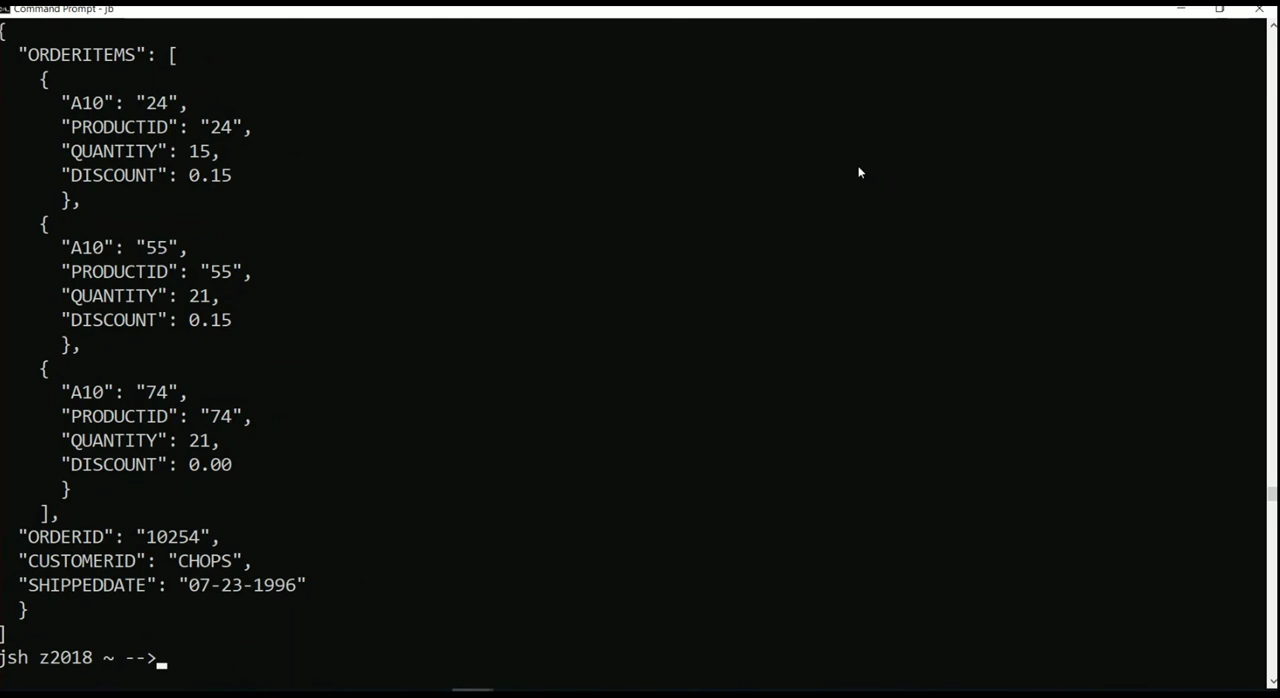 Command Prompt - jb
{
"ORDERITEMS": [
{
"A10": "24",
"PRODUCTID": "24",
"QUANTITY": 15,
"DISCOUNT": 0.15
},
{
"A10": "55",
"PRODUCTID": "55",
"QUANTITY": 21,
"DISCOUNT": 0.15
},
{
"A10": "74",
"PRODUCTID": "74",
"QUANTITY": 21,
"DISCOUNT": 0.00
}
],
"ORDERID": "10254",
"CUSTOMERID": "CHOPS",
"SHIPPEDDATE": "07-23-1996"
}
]
jsh z2018 ~ -->